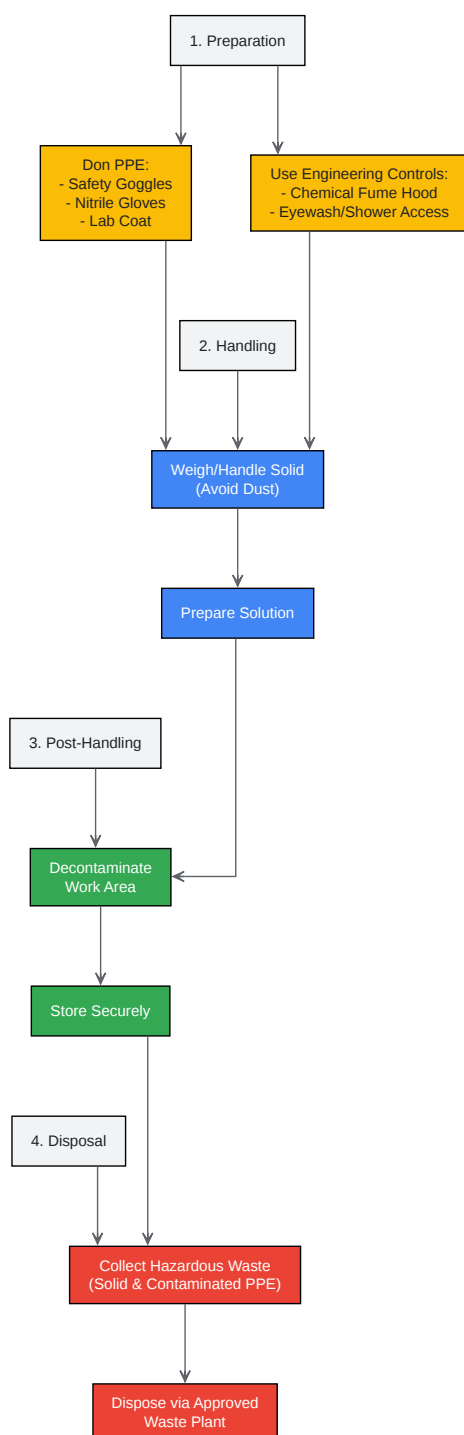 1. Preparation
Don PPE:
- Safety Goggles
- Nitrile Gloves
- Lab Coat
Use Engineering Controls:
- Chemical Fume Hood
- Eyewash/Shower Access
2. Handling
Weigh/Handle Solid
(Avoid Dust)
Prepare Solution
3. Post-Handling
Decontaminate
Work Area
Store Securely
4. Disposal
Collect Hazardous Waste
(Solid & Contaminated PPE)
Dispose via Approved
Waste Plant